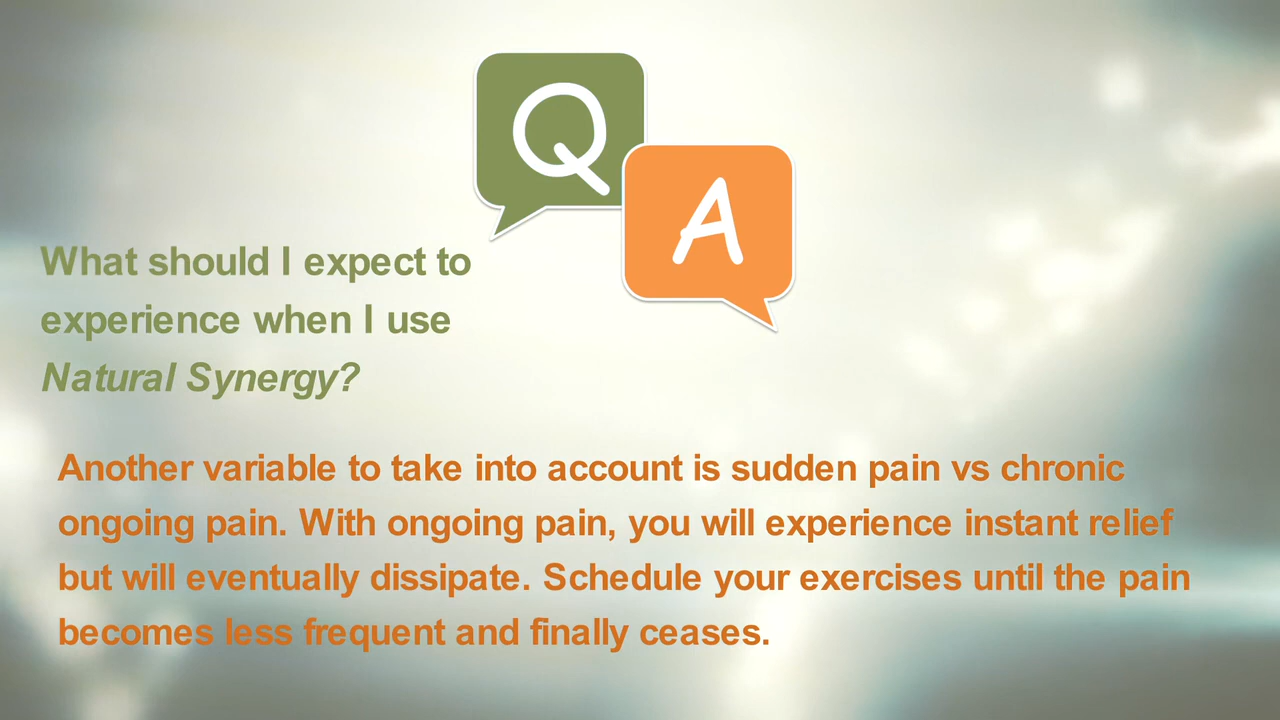 Q
A
What should I expect to
experience when I use
Natural Synergy?
Another variable to take into account is sudden pain vs chronic
ongoing pain. With ongoing pain, you will experience instant relief
but will eventually dissipate. Schedule your exercises until the pain
becomes less frequent and finally ceases.